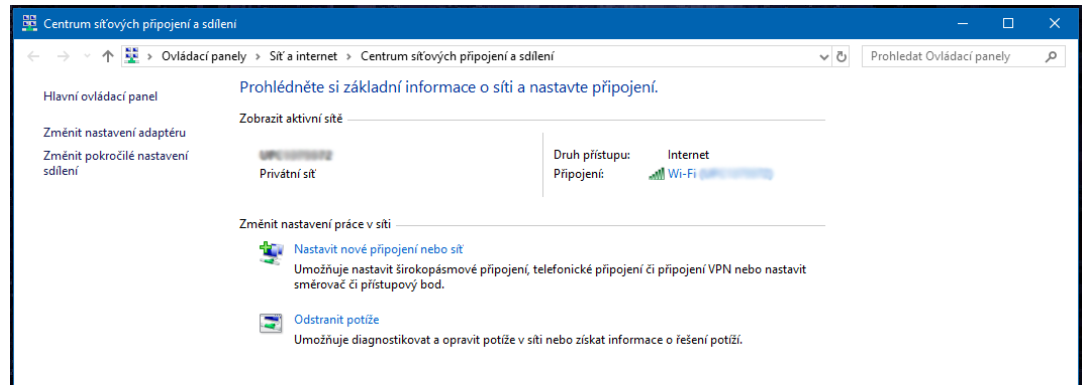 Centrum síťových připojení a sdílení
Ovládací panely > Síť a internet > Centrum síťových připojení a sdílení
Prohledat Ovládací panely
Hlavní ovládací panel
Změnit nastavení adaptéru
Změnit pokročilé nastavení
sdílení
Prohlédněte si základní informace o síti a nastavte připojení.
Zobrazit aktivní sítě
Privátní síť
Druh přístupu: Internet
Připojení: Wi-Fi
Změnit nastavení práce v síti
Nastavit nové připojení nebo síť
Umožňuje nastavit širokopásmové připojení, telefonické připojení či připojení VPN nebo nastavit
směrovač či přístupový bod.
Odstranit potíže
Umožňuje diagnostikovat a opravit potíže v síti nebo získat informace o řešení potíží.